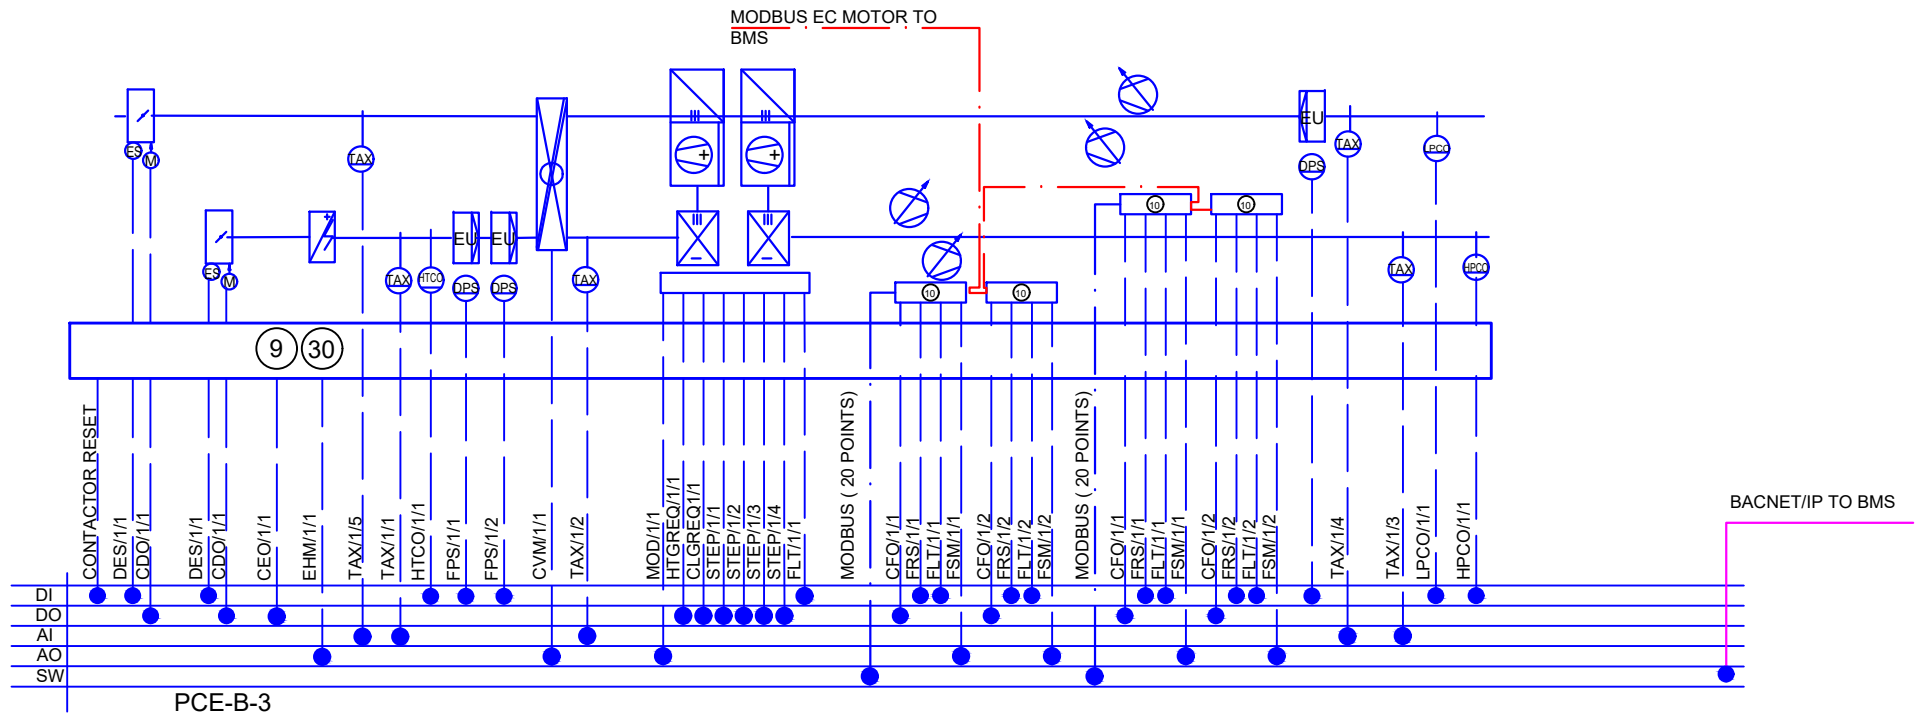 MODBUS EC MOTOR TO
BMS
ES
M
TAX
EU
DPS
TAX
LPCO
+
+
ES
M
EU
EU
TAX
HTCO
DPS
DPS
TAX
10
10
10
10
TAX
HPCO
9
30
CONTACTOR RESET
DES/1/1
CDO/1/1
DES/1/1
CDO/1/1
CEO/1/1
EHM/1/1
TAX/1/5
TAX/1/1
HTCO/1/1
FPS/1/1
FPS/1/2
CVM/1/1
TAX/1/2
MOD/1/1
HTGREQ/1/1
CLGREQ1/1
STEP/1/1
STEP/1/2
STEP/1/3
STEP/1/4
FLT/1/1
MODBUS ( 20 POINTS)
CFO/1/1
FRS/1/1
FLT/1/1
FSM/1/1
CFO/1/2
FRS/1/2
FLT/1/2
FSM/1/2
MODBUS ( 20 POINTS)
CFO/1/1
FRS/1/1
FLT/1/1
FSM/1/1
CFO/1/2
FRS/1/2
FLT/1/2
FSM/1/2
TAX/1/4
TAX/1/3
LPCO/1/1
HPCO/1/1
BACNET/IP TO BMS
DI
DO
AI
AO
SW
PCE-B-3